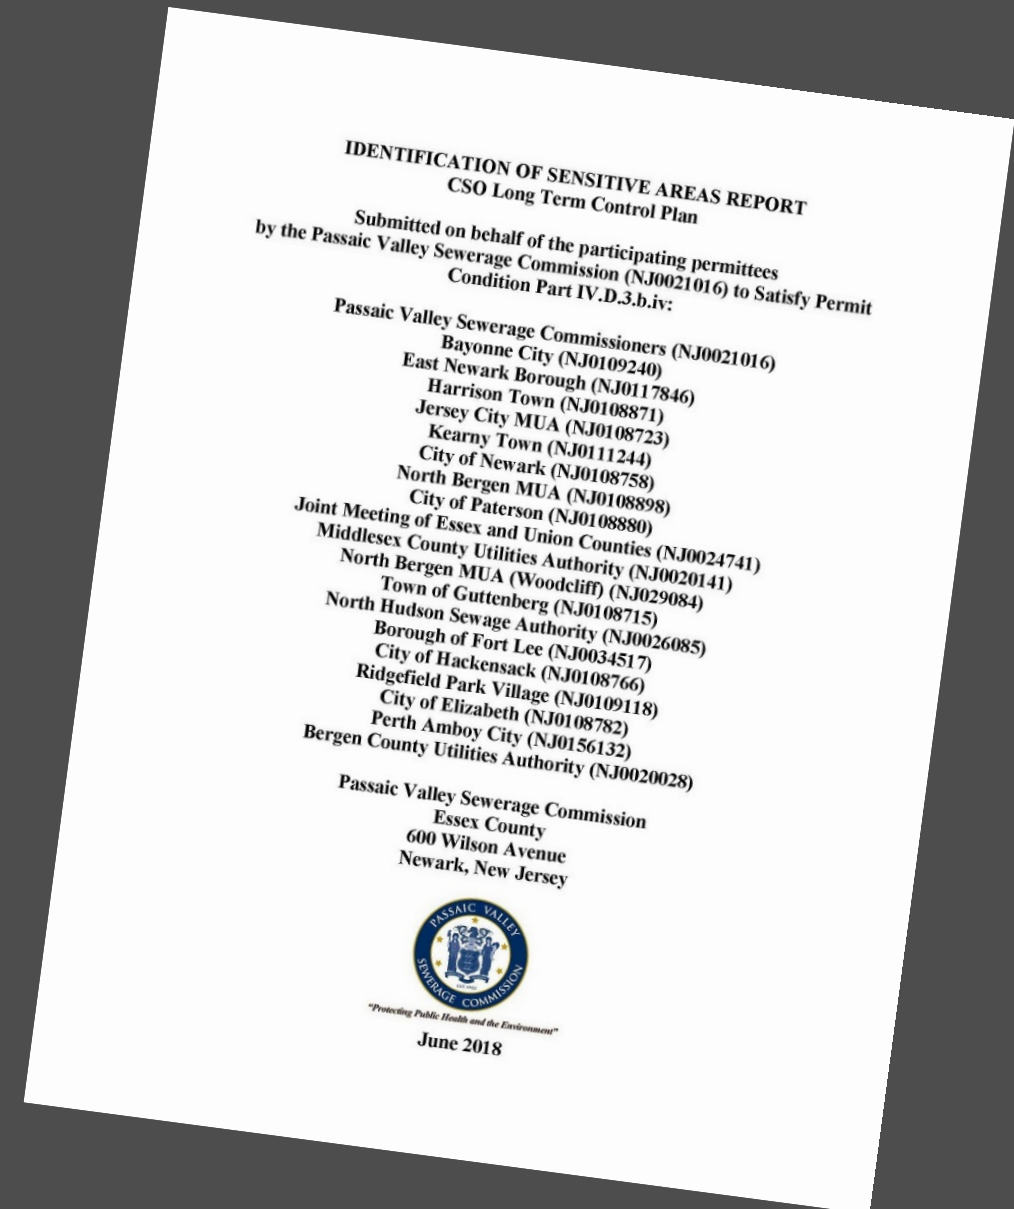 IDENTIFICATION OF SENSITIVE AREAS REPORT
CSO Long Term Control Plan
Submitted on behalf of the participating permittees
by the Passaic Valley Sewerage Commission (NJ0021016) to Satisfy Permit
Condition Part IV.D.3.b.iv:
Passaic Valley Sewerage Commissioners (NJ0021016)
Bayonne City (NJ0109240)
East Newark Borough (NJ0117846)
Harrison Town (NJ0108871)
Jersey City MUA (NJ0108723)
Kearny Town (NJ0111244)
City of Newark (NJ0108758)
North Bergen MUA (NJ0108898)
City of Paterson (NJ0108880)
Joint Meeting of Essex and Union Counties (NJ0024741)
Middlesex County Utilities Authority (NJ0020141)
North Bergen MUA (Woodcliff) (NJ029084)
Town of Guttenberg (NJ0108715)
North Hudson Sewage Authority (NJ0026085)
Borough of Fort Lee (NJ0034517)
City of Hackensack (NJ0108766)
Ridgefield Park Village (NJ0109118)
City of Elizabeth (NJ0108782)
Perth Amboy City (NJ0156132)
Bergen County Utilities Authority (NJ0020028)
Passaic Valley Sewerage Commission
Essex County
600 Wilson Avenue
Newark, New Jersey
PASSAIC VALLEY
SEWERAGE COMMISSION
"Protecting Public Health and the Environment"
June 2018